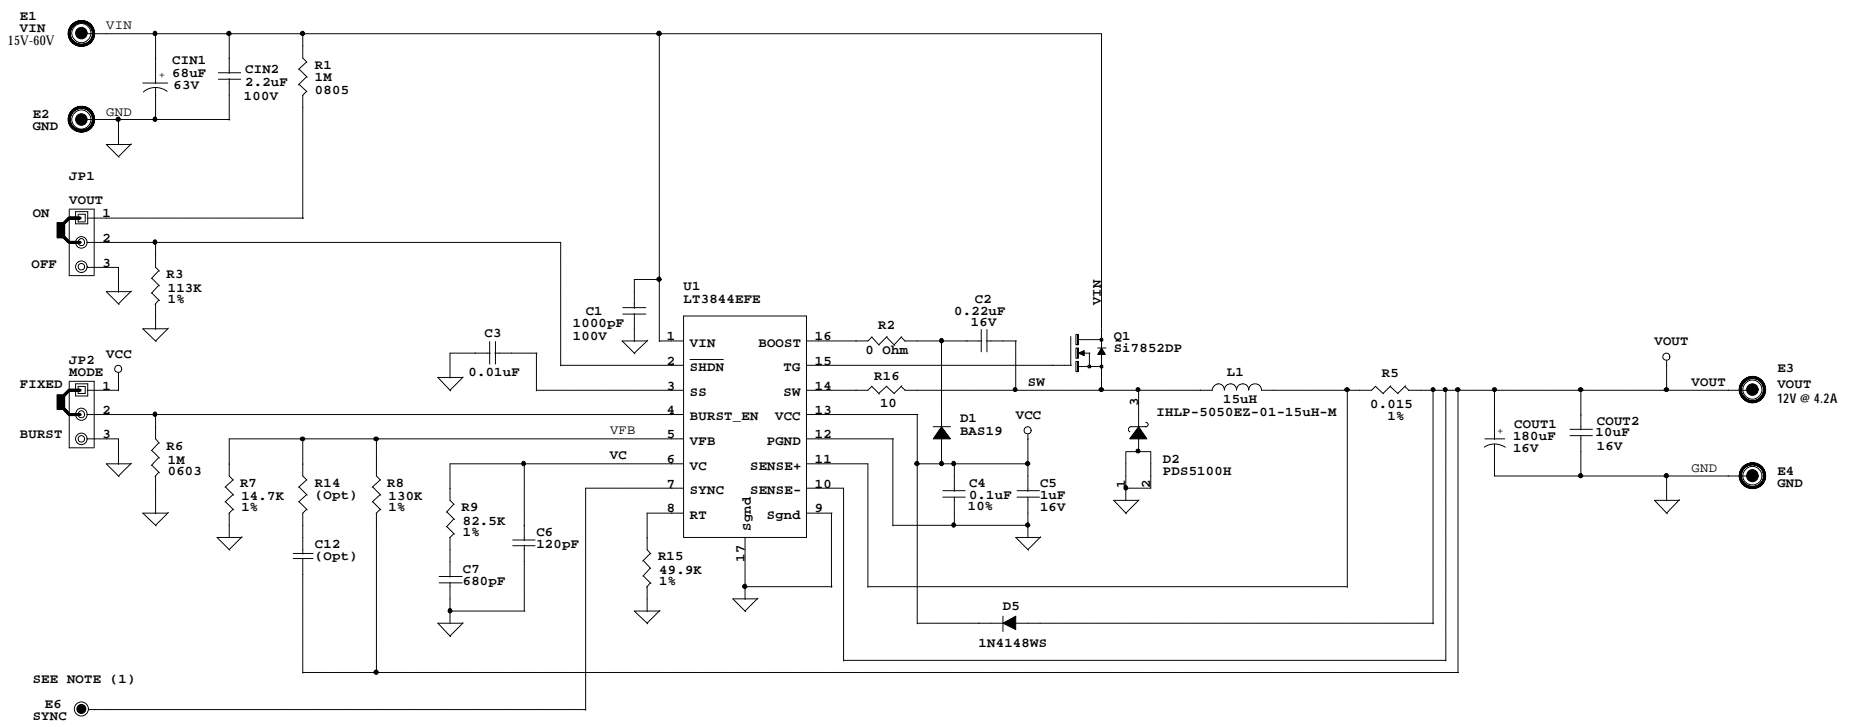 E1
VIN
15V-60V
VIN
CIN1
68uF
63V
+
CIN2
2.2uF
100V
R1
1M
0805
E2
GND
GND
JP1
VOUT
ON
1
2
OFF
3
R3
113K
1%
JP2
MODE
VCC
FIXED
1
2
BURST
3
R6
1M
0603
R7
14.7K
1%
R14
(Opt)
C12
(Opt)
R8
130K
1%
VFB
VC
R9
82.5K
1%
C7
680pF
C6
120pF
C3
0.01uF
C1
1000pF
100V
R15
49.9K
1%
U1
LT3844EFE
1 VIN
2 SHDN
3 SS
4 BURST_EN
5 VFB
6 VC
7 SYNC
8 RT
BOOST 16
TG 15
SW 14
VCC 13
PGND 12
SENSE+ 11
SENSE- 10
Sgnd 9
Sgnd
17
R2
0 Ohm
C2
0.22uF
16V
R16
10
SW
D1
BAS19
VCC
C4
0.1uF
10%
C5
1uF
16V
VIN
Q1
Si7852DP
3
D2
PDS5100H
1
2
L1
15uH
IHLP-5050EZ-01-15uH-M
R5
0.015
1%
D5
1N4148WS
VOUT
VOUT
COUT1
180uF
16V
+
COUT2
10uF
16V
GND
E3
VOUT
12V @ 4.2A
E4
GND
SEE NOTE (1)
E6
SYNC